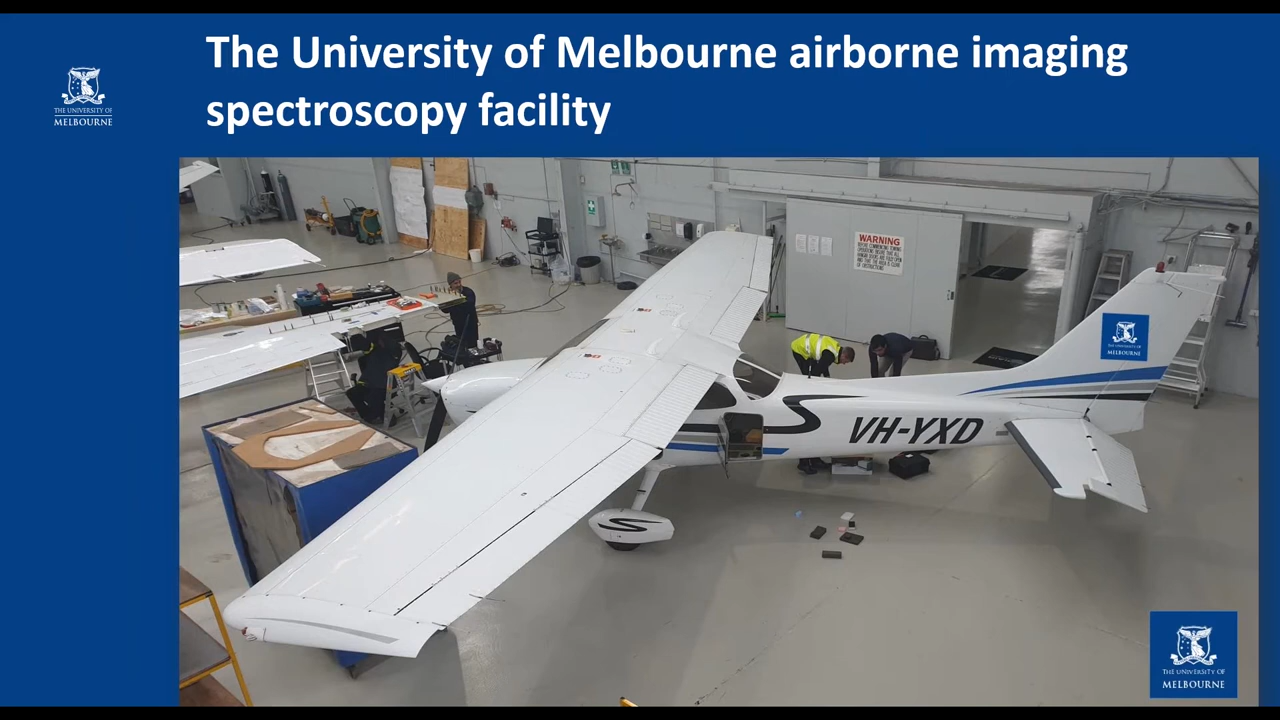 The University of Melbourne airborne imaging
spectroscopy facility
THE UNIVERSITY OF
MELBOURNE
WARNING
VH-YXD
MELBOURNE
THE UNIVERSITY OF
MELBOURNE